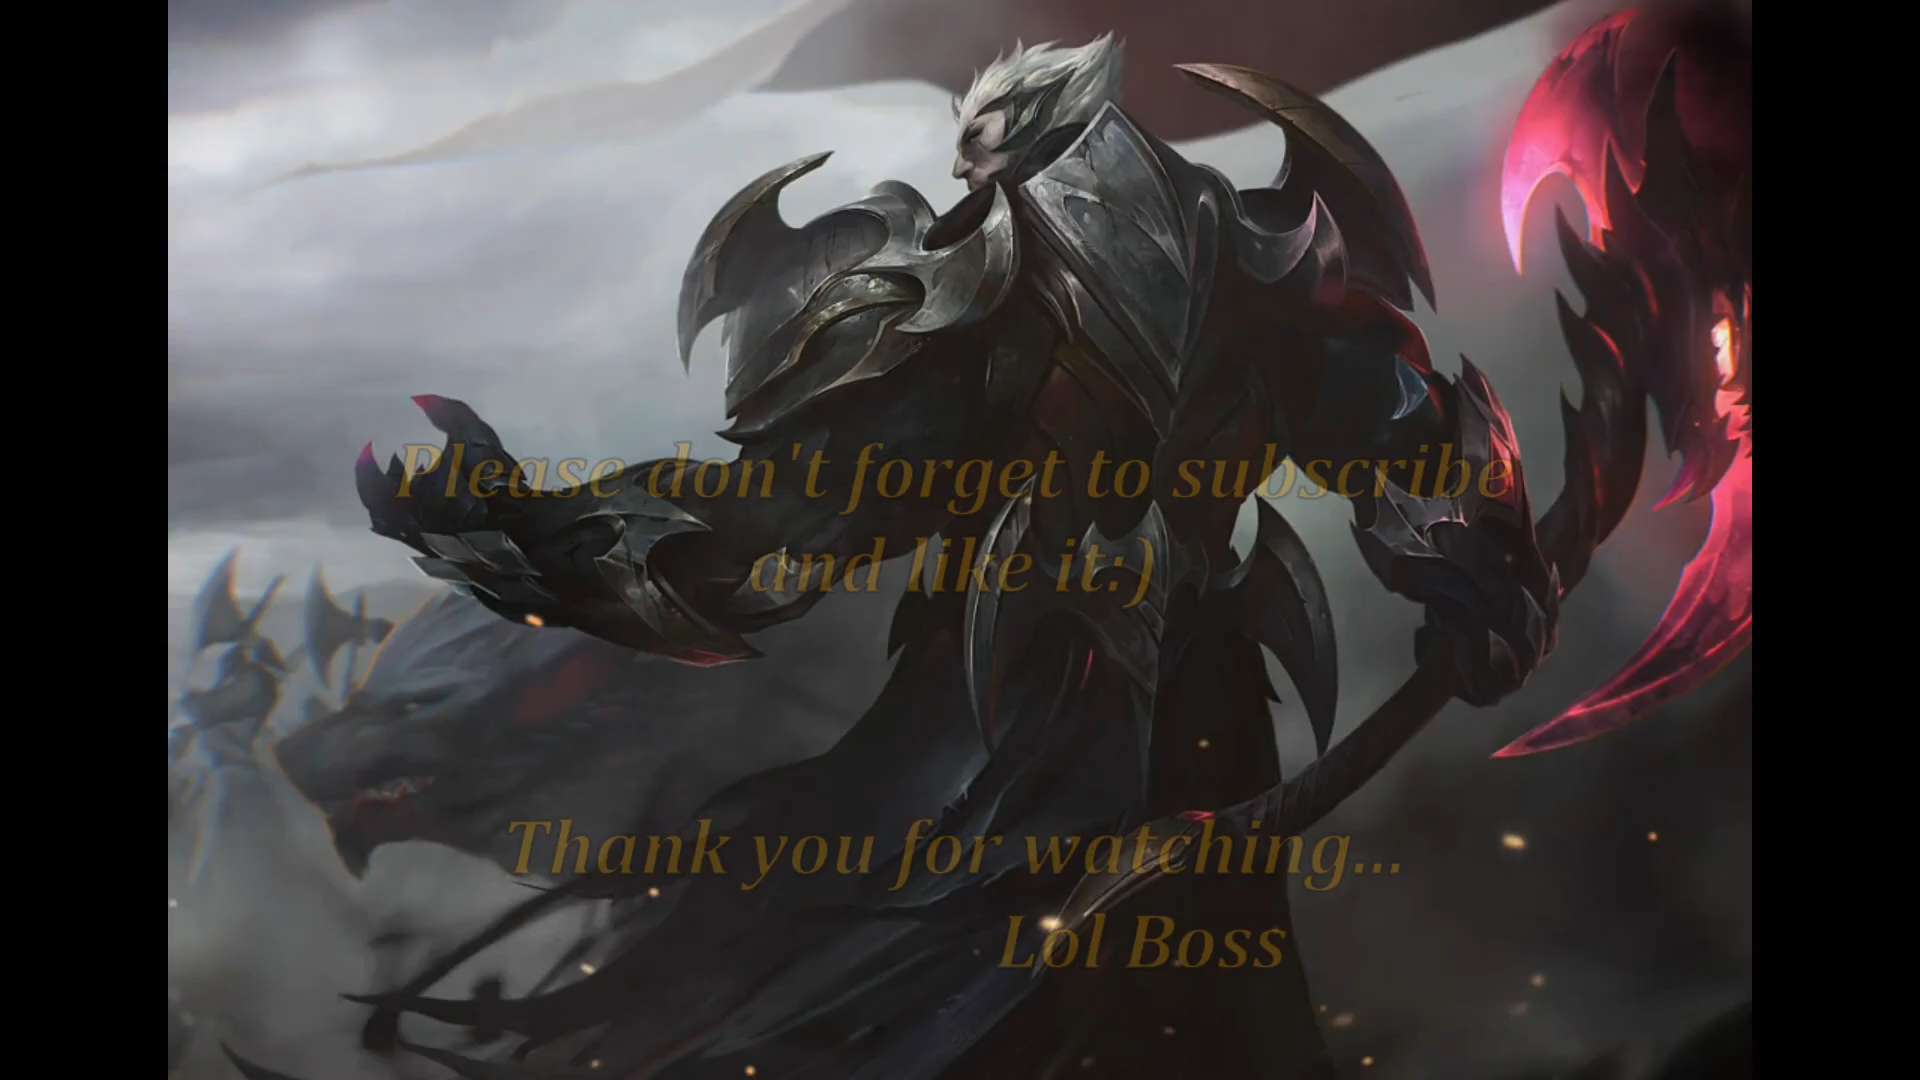 Please don't forget to subscribe
and like it:)
Thank you for watching...
Lol Boss